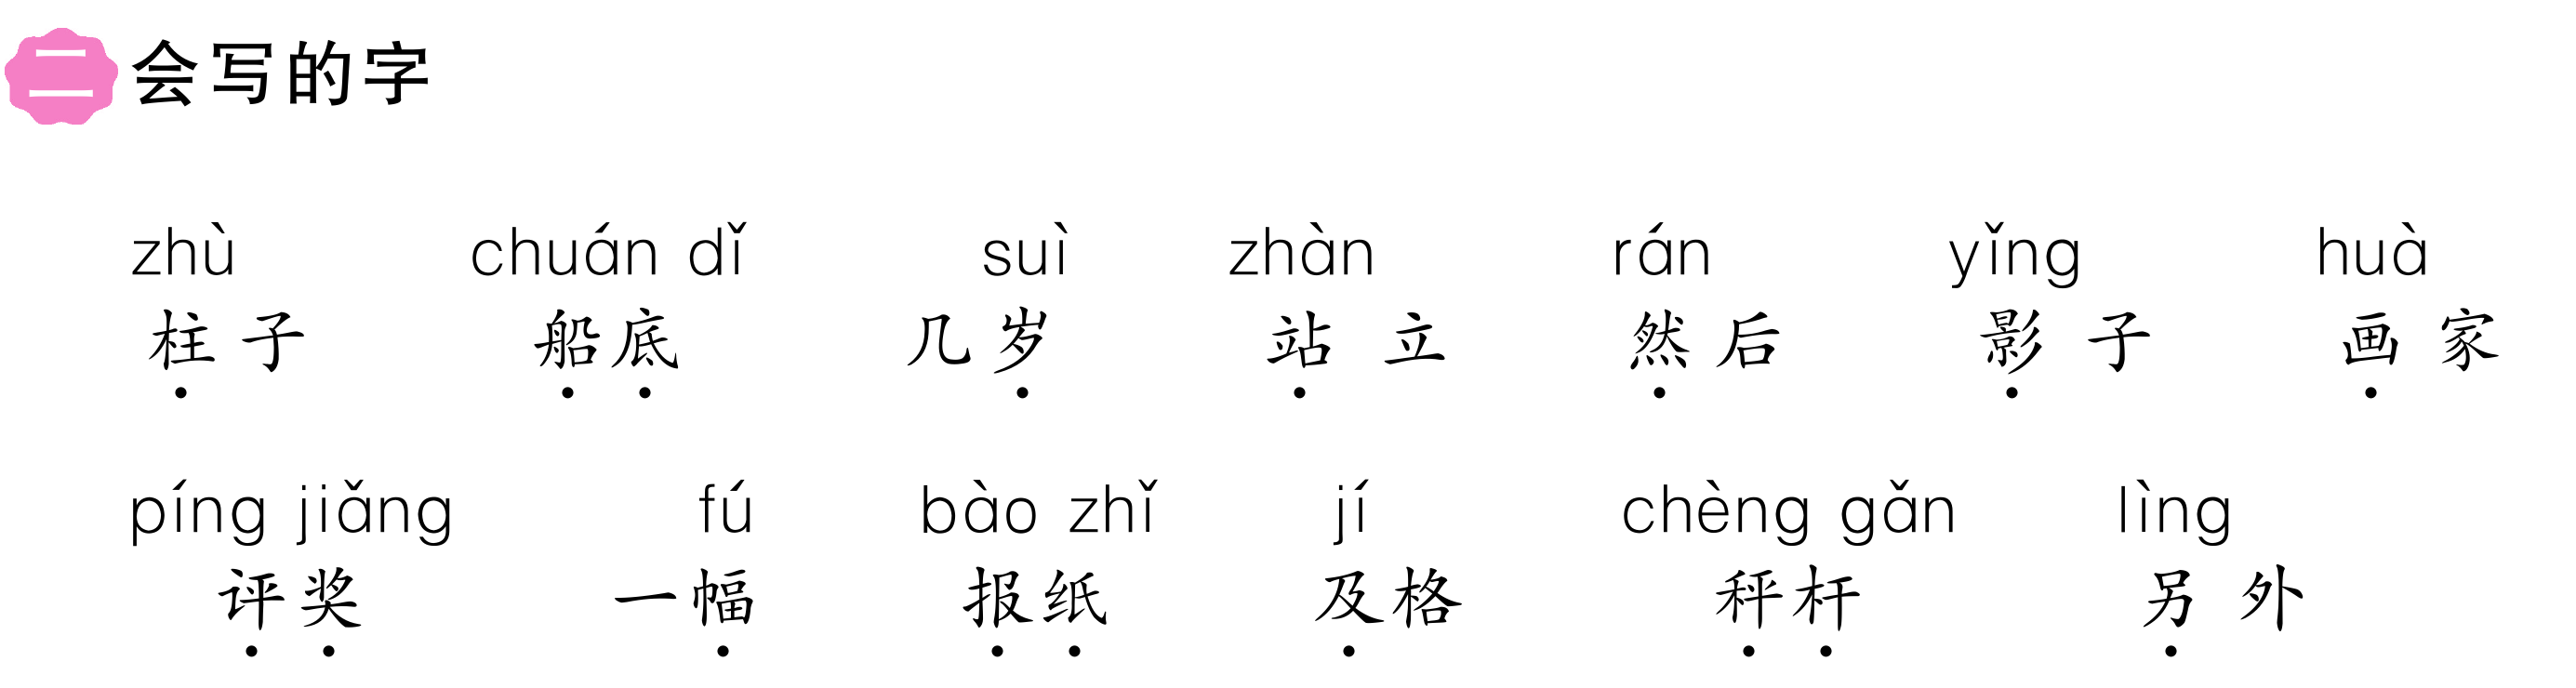 二 会写的字
zhù chuán dǐ suì zhàn rán yǐng huà
柱子 船底 几岁 站立 然后 影子 画家
píng jiǎng fú bào zhǐ jí chèng gǎn lìng
评奖 一幅 报纸 及格 秤杆 另外